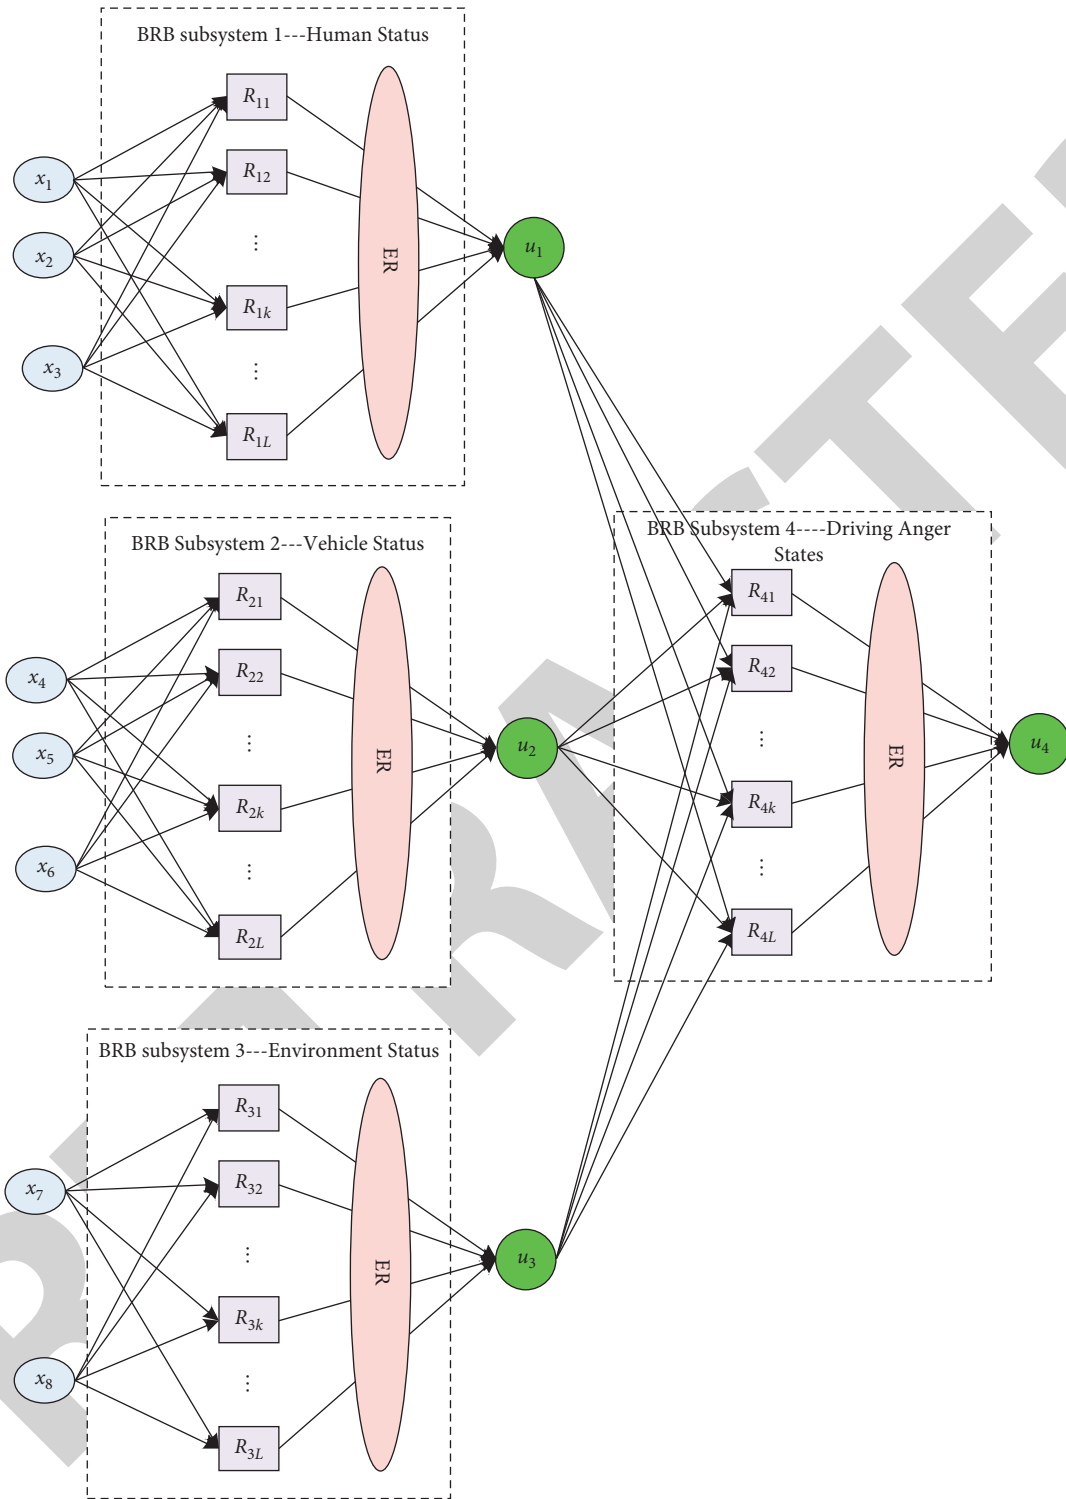 BRB subsystem 1---Human Status
R11
x1
R12
x2
⋮
ER
u1
R1k
x3
⋮
R1L
BRB Subsystem 2---Vehicle Status
R21
x4
R22
x5
⋮
ER
u2
R2k
x6
⋮
R2L
BRB Subsystem 4----Driving Anger
States
R41
R42
⋮
ER
u4
R4k
⋮
R4L
BRB subsystem 3---Environment Status
R31
x7
R32
⋮
ER
u3
R3k
x8
⋮
R3L